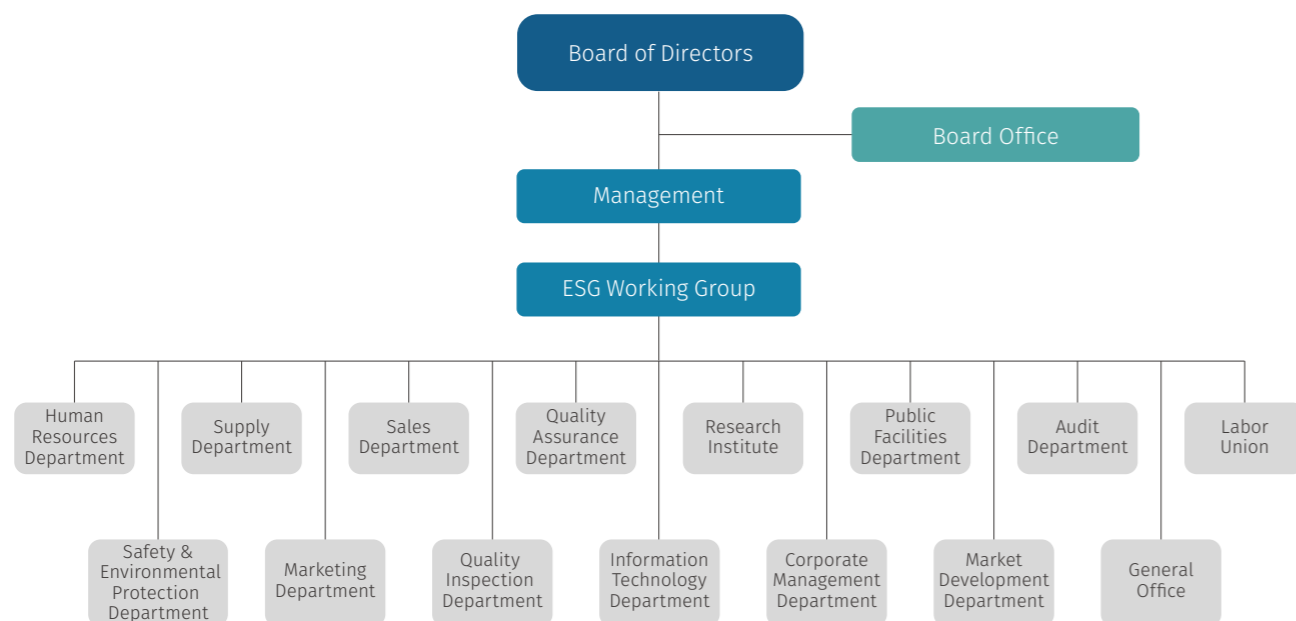 Board of Directors
Board Office
Management
ESG Working Group
Human
Resources
Department
Supply
Department
Sales
Department
Quality
Assurance
Department
Research
Institute
Public
Facilities
Department
Audit
Department
Labor
Union
Safety &
Environmental
Protection
Department
Marketing
Department
Quality
Inspection
Department
Information
Technology
Department
Corporate
Management
Department
Market
Development
Department
General
Office